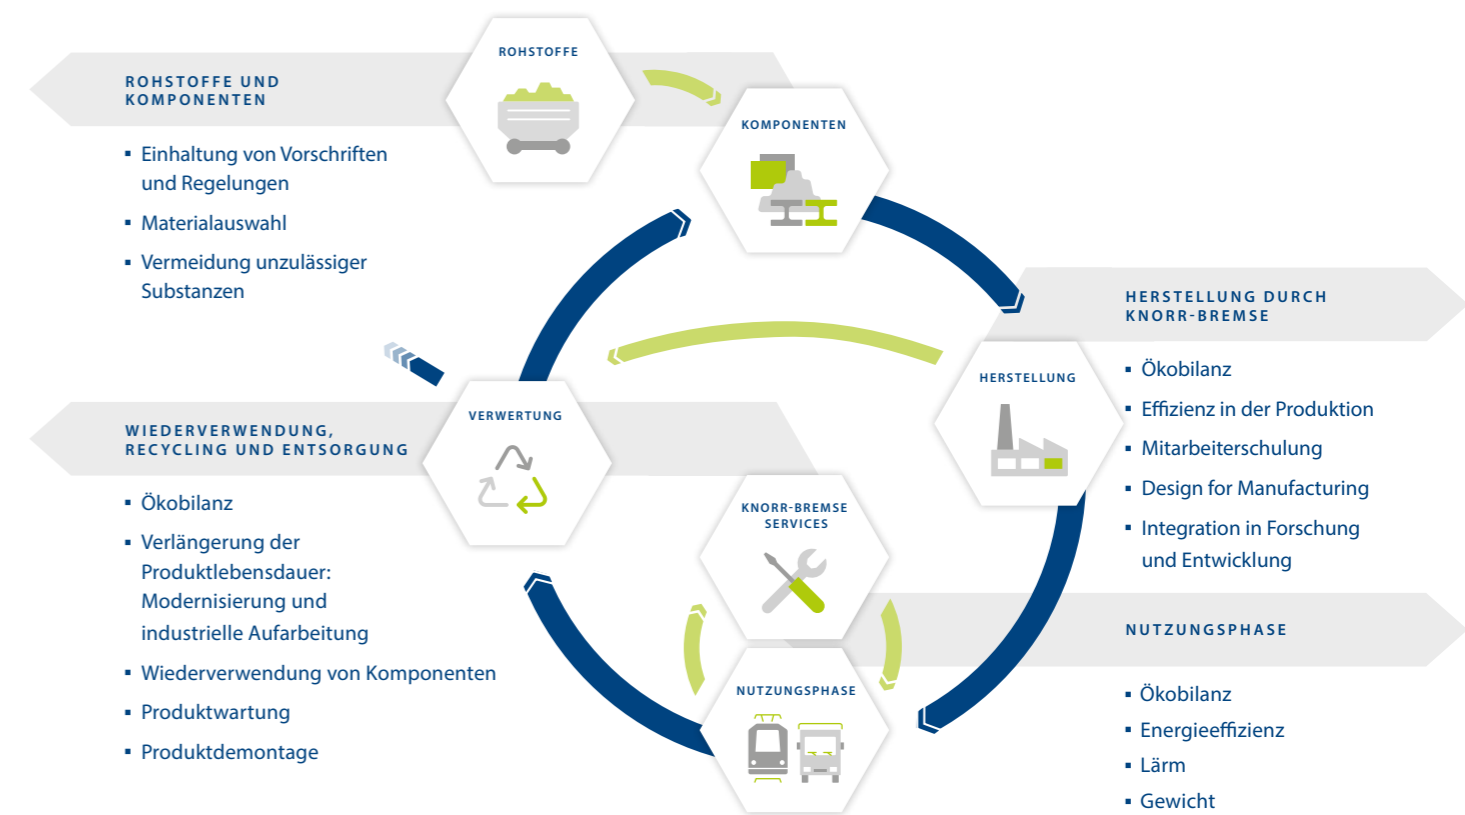 ROHSTOFFE
ROHSTOFFE UND
KOMPONENTEN
▪ Einhaltung von Vorschriften
und Regelungen
▪ Materialauswahl
▪ Vermeidung unzulässiger
Substanzen
KOMPONENTEN
HERSTELLUNG DURCH
KNORR-BREMSE
▪ Ökobilanz
▪ Effizienz in der Produktion
▪ Mitarbeiterschulung
▪ Design for Manufacturing
▪ Integration in Forschung
und Entwicklung
HERSTELLUNG
VERWERTUNG
WIEDERVERWENDUNG,
RECYCLING UND ENTSORGUNG
▪ Ökobilanz
▪ Verlängerung der
Produktlebensdauer:
Modernisierung und
industrielle Aufarbeitung
▪ Wiederverwendung von Komponenten
▪ Produktwartung
▪ Produktdemontage
KNORR-BREMSE
SERVICES
NUTZUNGSPHASE
NUTZUNGSPHASE
▪ Ökobilanz
▪ Energieeffizienz
▪ Lärm
▪ Gewicht